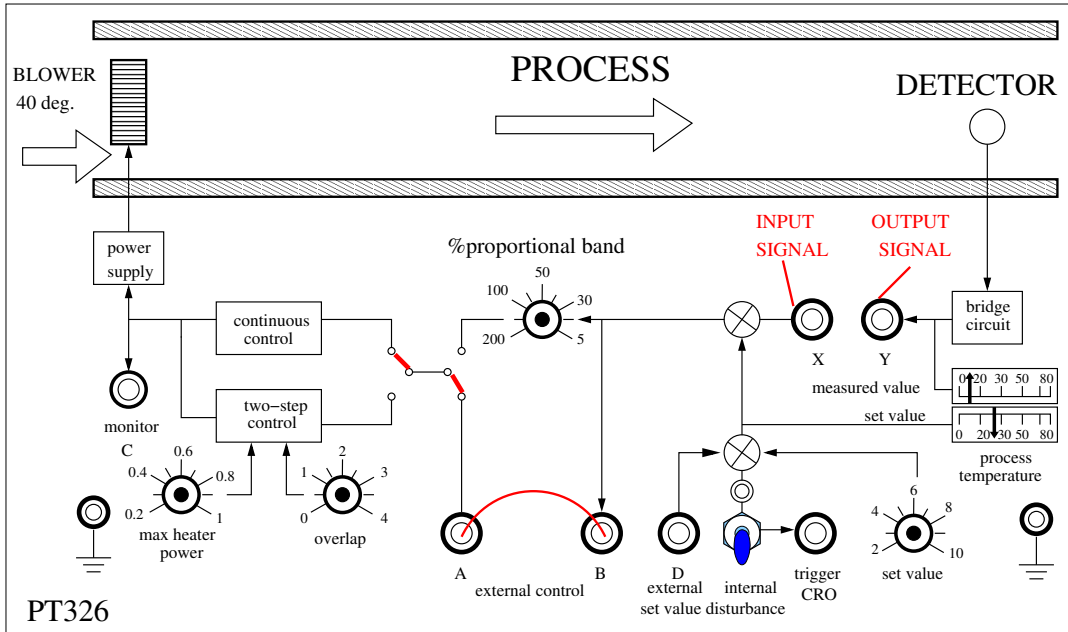 PROCESS
BLOWER
40 deg.
DETECTOR
INPUT
SIGNAL
OUTPUT
SIGNAL
power
supply
%proportional band
50
100
30
200
5
continuous
control
bridge
circuit
X
Y
measured value
0 20 30 50 80
set value
0 20 30 50 80
process
temperature
two-step
control
monitor
C
0.6
0.4
0.8
0.2
1
max heater
power
2
1
3
0
4
overlap
A
B
external control
D
external
set value
internal
disturbance
trigger
CRO
6
4
8
2
10
set value
PT326